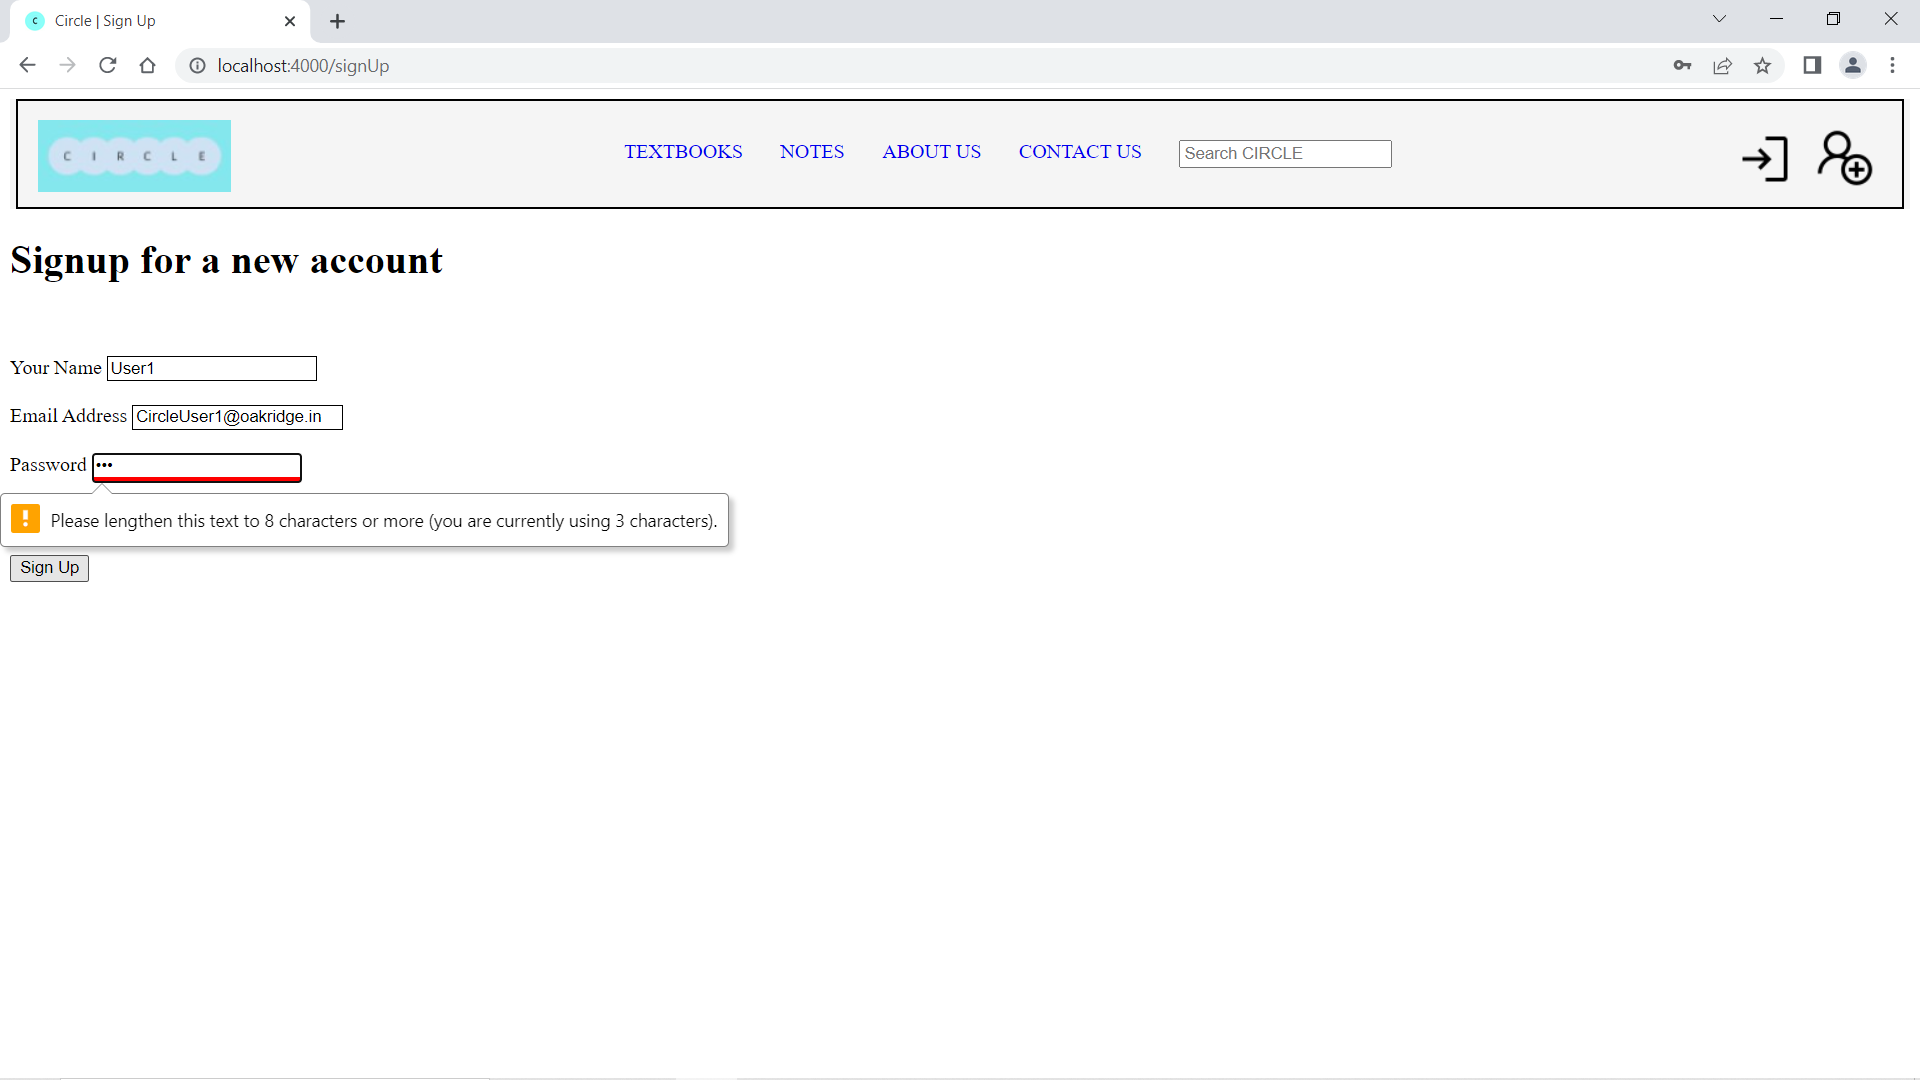 C Circle | Sign Up
localhost:4000/signUp
C I R C L E TEXTBOOKS NOTES ABOUT US CONTACT US Search CIRCLE
Signup for a new account
Your Name User1
Email Address CircleUser1@oakridge.in
Password •••
! Please lengthen this text to 8 characters or more (you are currently using 3 characters).
Sign Up